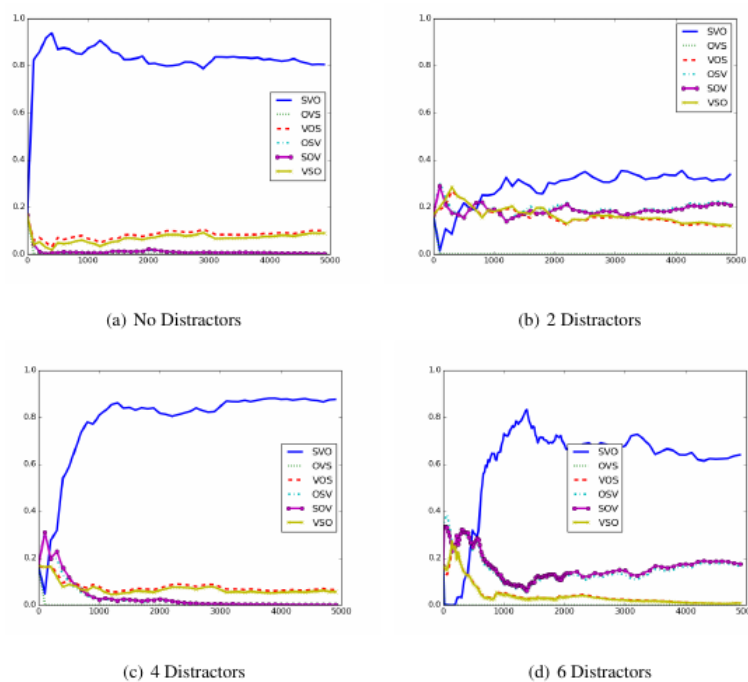 1.0
0.8
0.6
0.4
0.2
0.0
0 1000 2000 3000 4000 5000
SVO
OVS
VOS
OSV
SOV
VSO
(a) No Distractors
1.0
0.8
0.6
0.4
0.2
0.0
0 1000 2000 3000 4000 5000
SVO
OVS
VOS
OSV
SOV
VSO
(b) 2 Distractors
1.0
0.8
0.6
0.4
0.2
0.0
0 1000 2000 3000 4000 5000
SVO
OVS
VOS
OSV
SOV
VSO
(c) 4 Distractors
1.0
0.8
0.6
0.4
0.2
0.0
0 1000 2000 3000 4000 5000
SVO
OVS
VOS
OSV
SOV
VSO
(d) 6 Distractors